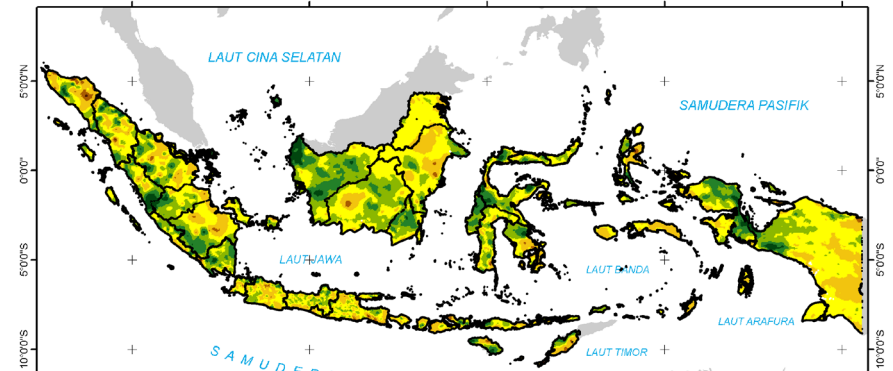 LAUT CINA SELATAN
5°0'0"N
5°0'0"N
SAMUDERA PASIFIK
0°0'0"
0°0'0"
LAUT JAWA
5°0'0"S
5°0'0"S
LAUT BANDA
LAUT ARAFURA
10°0'0"S
SAMUDER
LAUT TIMOR
10°0'0"S